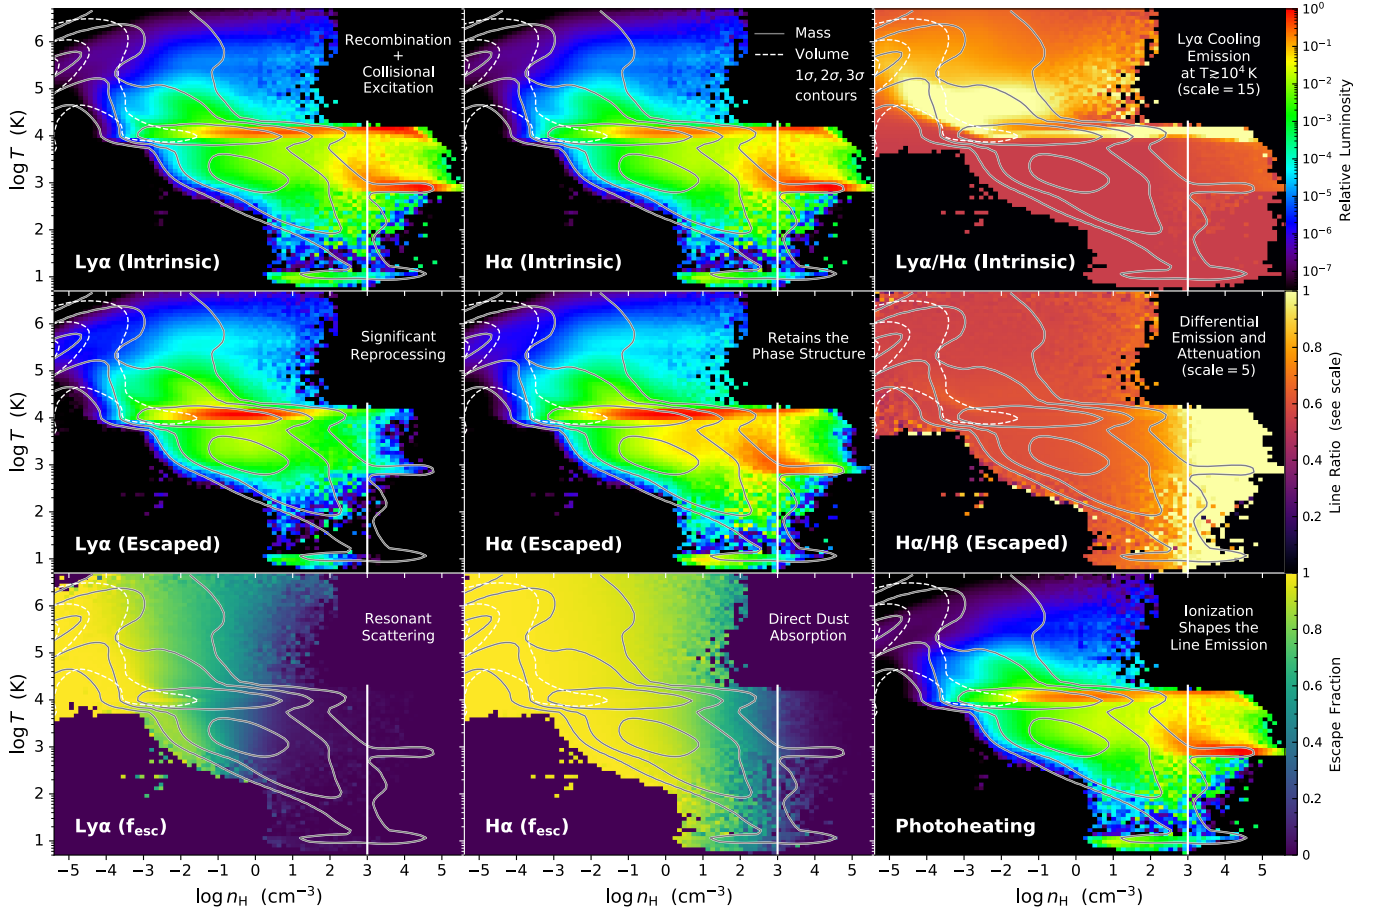 6
5
4
3
2
1
log T (K)
Recombination
+
Collisional
Excitation
Lyα (Intrinsic)
Mass
Volume
1σ, 2σ, 3σ
contours
Hα (Intrinsic)
Lyα Cooling
Emission
at T≳10⁴ K
(scale = 15)
Lyα/Hα (Intrinsic)
10⁰
10⁻¹
10⁻²
10⁻³
10⁻⁴
10⁻⁵
10⁻⁶
10⁻⁷
Relative Luminosity
6
5
4
3
2
1
log T (K)
Significant
Reprocessing
Lyα (Escaped)
Retains the
Phase Structure
Hα (Escaped)
Differential
Emission and
Attenuation
(scale = 5)
Hα/Hβ (Escaped)
1
0.8
0.6
0.4
0.2
Line Ratio (see scale)
6
5
4
3
2
1
log T (K)
Resonant
Scattering
Lyα (fesc)
Direct Dust
Absorption
Hα (fesc)
Ionization
Shapes the
Line Emission
Photoheating
1
0.8
0.6
0.4
0.2
0
Escape Fraction
−5 −4 −3 −2 −1 0 1 2 3 4 5
−5 −4 −3 −2 −1 0 1 2 3 4 5
−5 −4 −3 −2 −1 0 1 2 3 4 5
log nH (cm⁻³)
log nH (cm⁻³)
log nH (cm⁻³)